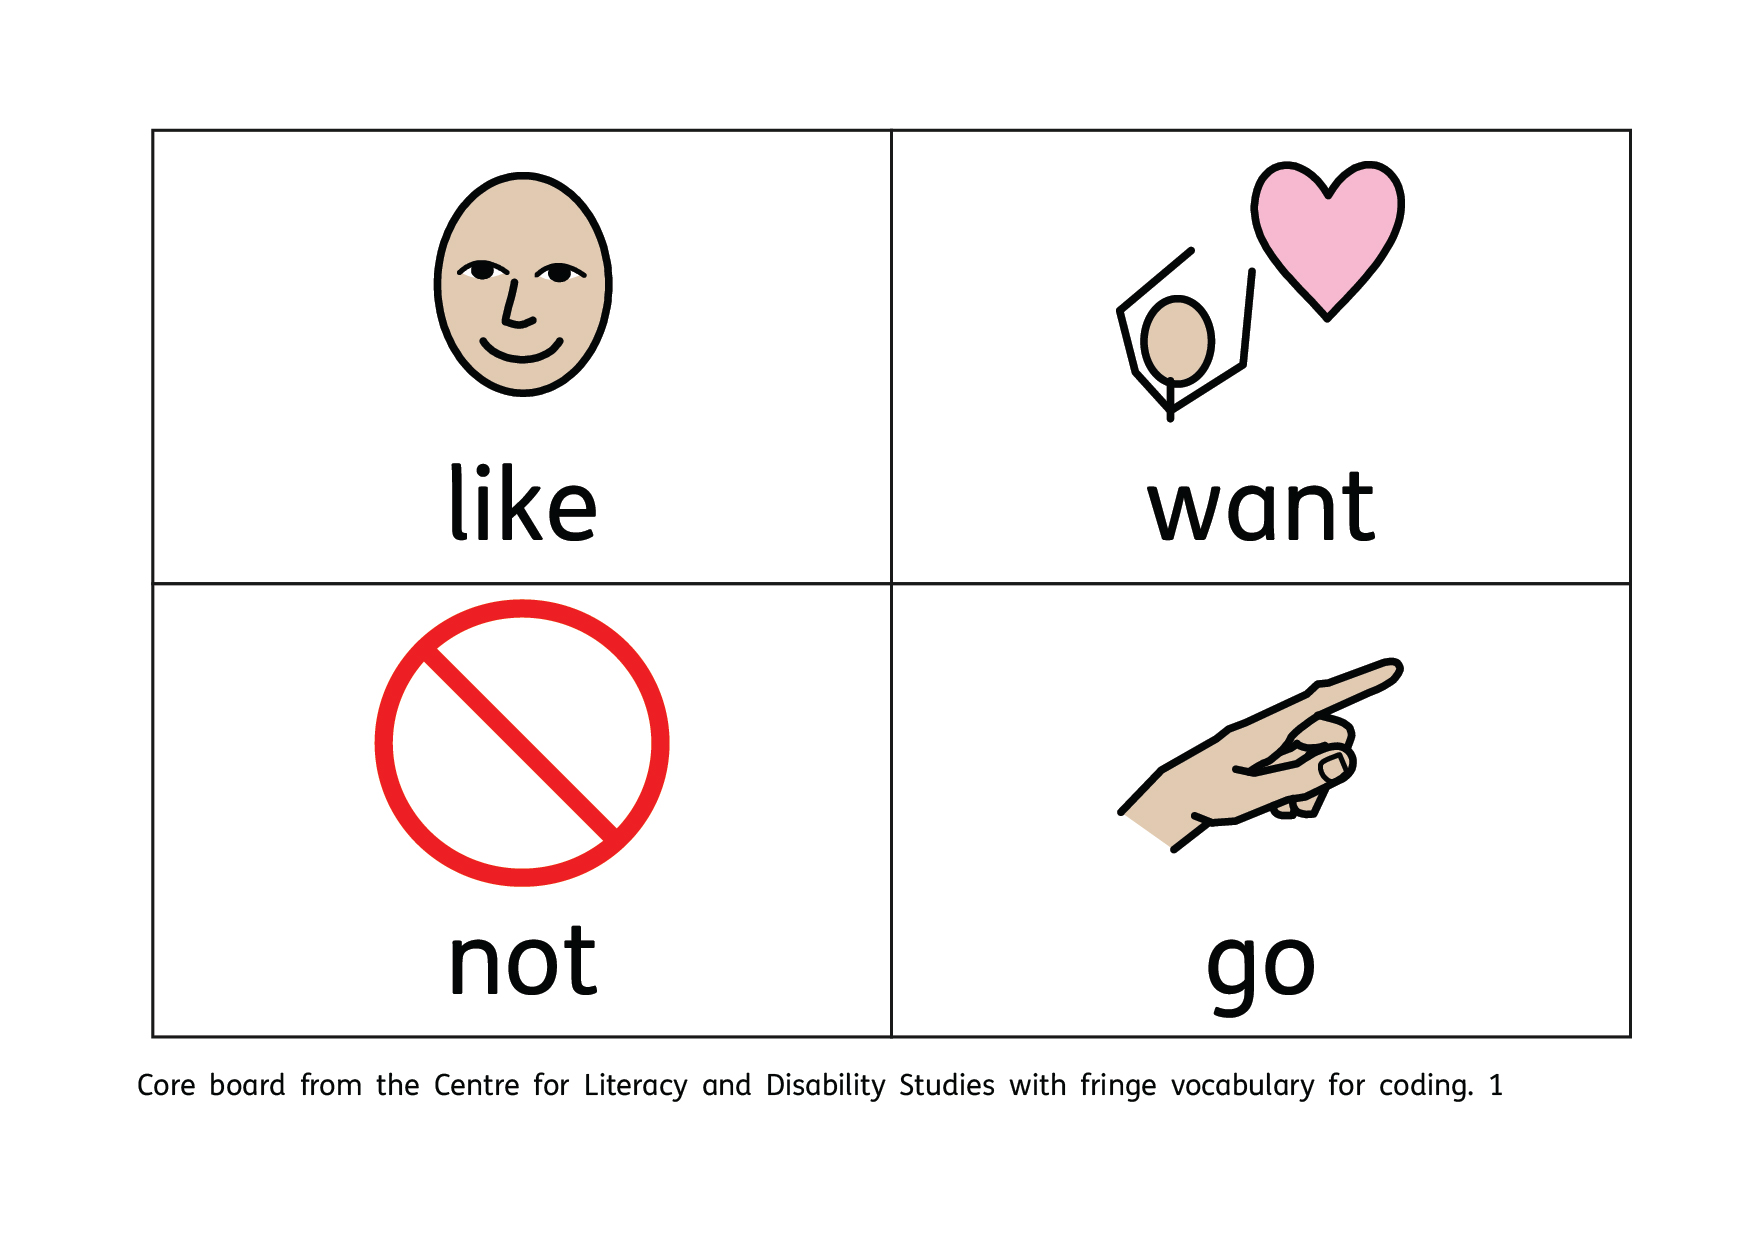 like
want
not
go
Core board from the Centre for Literacy and Disability Studies with fringe vocabulary for coding. 1